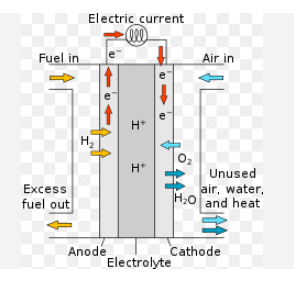 Electric current
Fuel in
Air in
e⁻
e⁻
e⁻
e⁻
H⁺
H₂
H⁺
O₂
H₂O
Excess
fuel out
Unused
air, water,
and heat
Anode
Cathode
Electrolyte